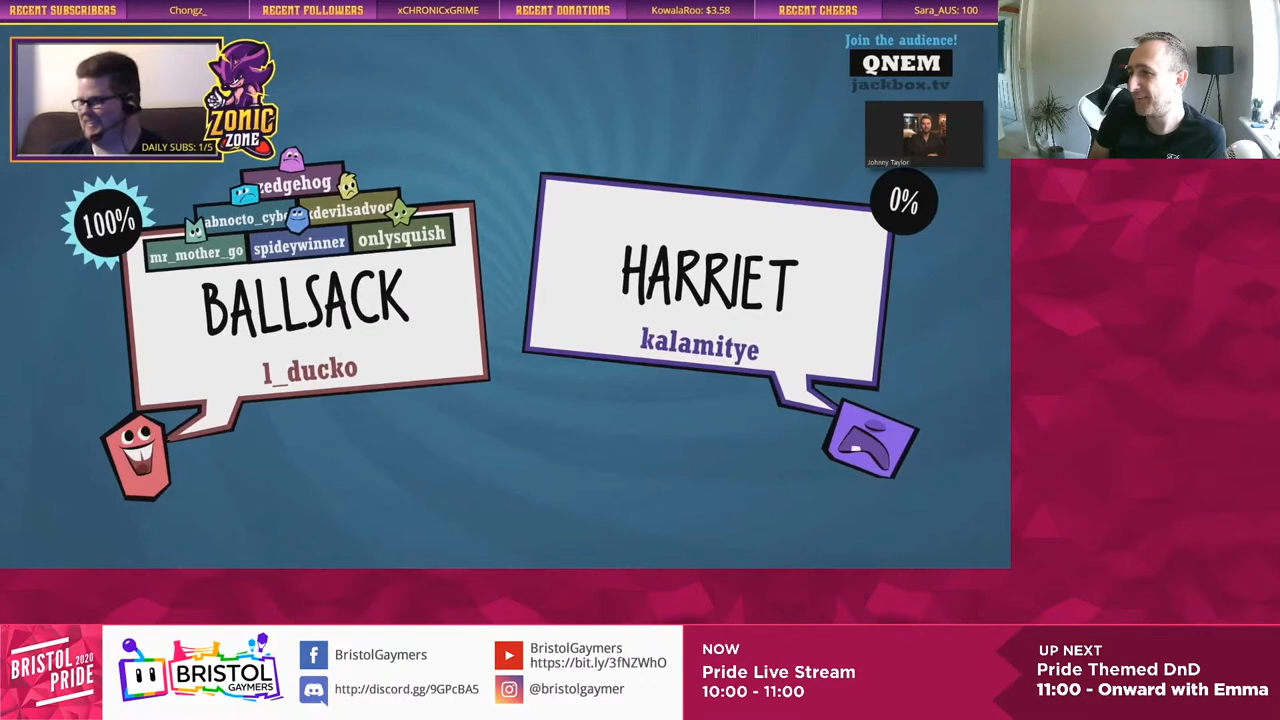 RECENT SUBSCRIBERS
Chongz_
RECENT FOLLOWERS
xCHRONICxGRIME
RECENT DONATIONS
KowalaRoo: $3.58
RECENT CHEERS
Sara_AUS: 100
DAILY SUBS: 1/5
ZONIC
ZONE
Join the audience!
QNEM
jackbox.tv
Johnny Taylor
100%
zedgehog
mr_mother_go
spideywinner
onlysquish
BALLSACK
l_ducko
0%
HARRIET
kalamitye
BRISTOL
2020
PRIDE
BRISTOL
GAYMERS
BristolGaymers
http://discord.gg/9GPcBA5
BristolGaymers
https://bit.ly/3fNZWhO
@bristolgaymer
NOW
Pride Live Stream
10:00 - 11:00
UP NEXT
Pride Themed DnD
11:00 - Onward with Emma